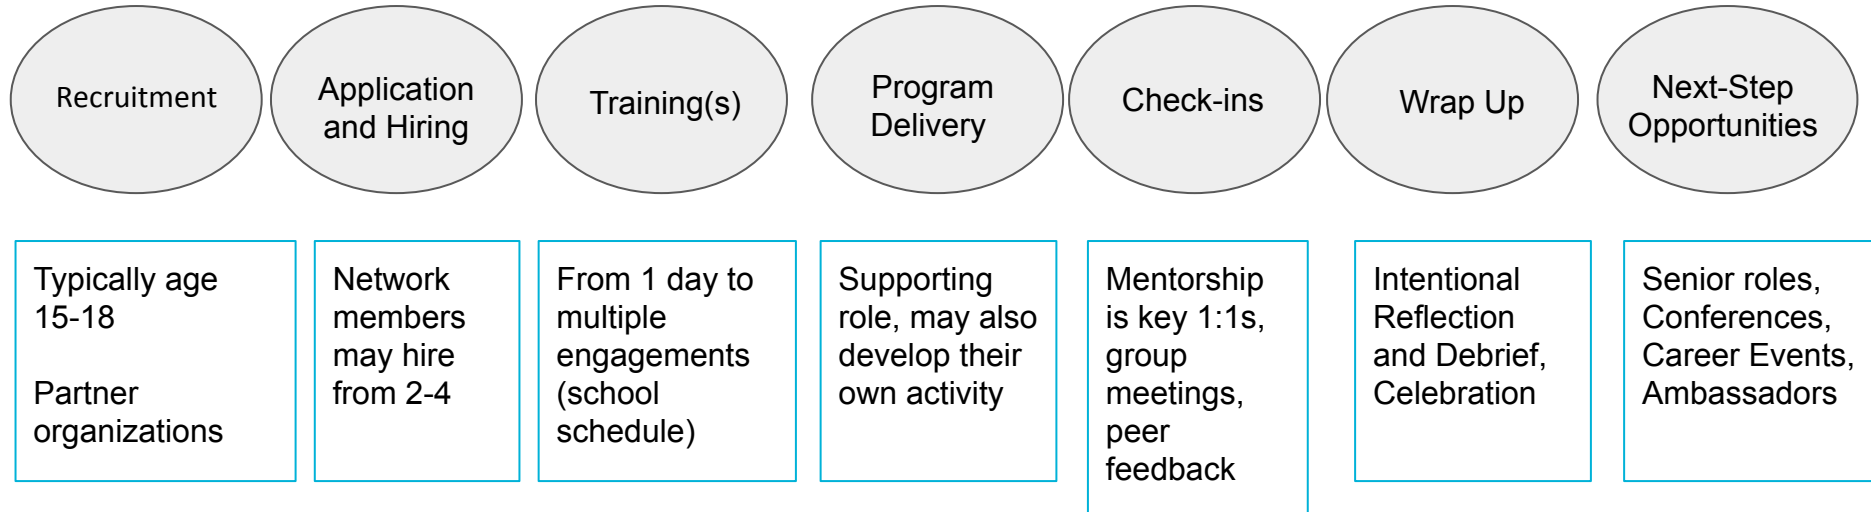 Recruitment
Application
and Hiring
Training(s)
Program
Delivery
Check-ins
Wrap Up
Next-Step
Opportunities
Typically age
15-18
Partner
organizations
Network
members
may hire
from 2-4
From 1 day to
multiple
engagements
(school
schedule)
Supporting
role, may also
develop their
own activity
Mentorship
is key 1:1s,
group
meetings,
peer
feedback
Intentional
Reflection
and Debrief,
Celebration
Senior roles,
Conferences,
Career Events,
Ambassadors